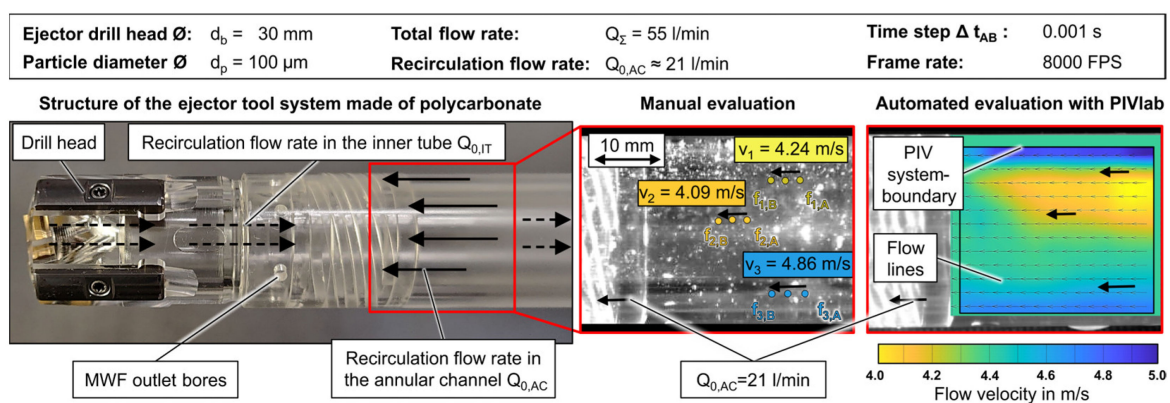 Ejector drill head Ø: d_b = 30 mm Total flow rate: Q_Σ = 55 l/min Time step Δ t_AB : 0.001 s
Particle diameter Ø d_p = 100 µm Recirculation flow rate: Q_0,AC ≈ 21 l/min Frame rate: 8000 FPS
Structure of the ejector tool system made of polycarbonate
Drill head
Recirculation flow rate in the inner tube Q_0,IT
MWF outlet bores
Recirculation flow rate in
the annular channel Q_0,AC
Manual evaluation
10 mm
v_1 = 4.24 m/s
f_1,B f_1,A
v_2 = 4.09 m/s
f_2,B f_2,A
v_3 = 4.86 m/s
f_3,B f_3,A
Q_0,AC=21 l/min
Automated evaluation with PIVlab
PIV
system-
boundary
Flow
lines
4.0 4.2 4.4 4.6 4.8 5.0
Flow velocity in m/s